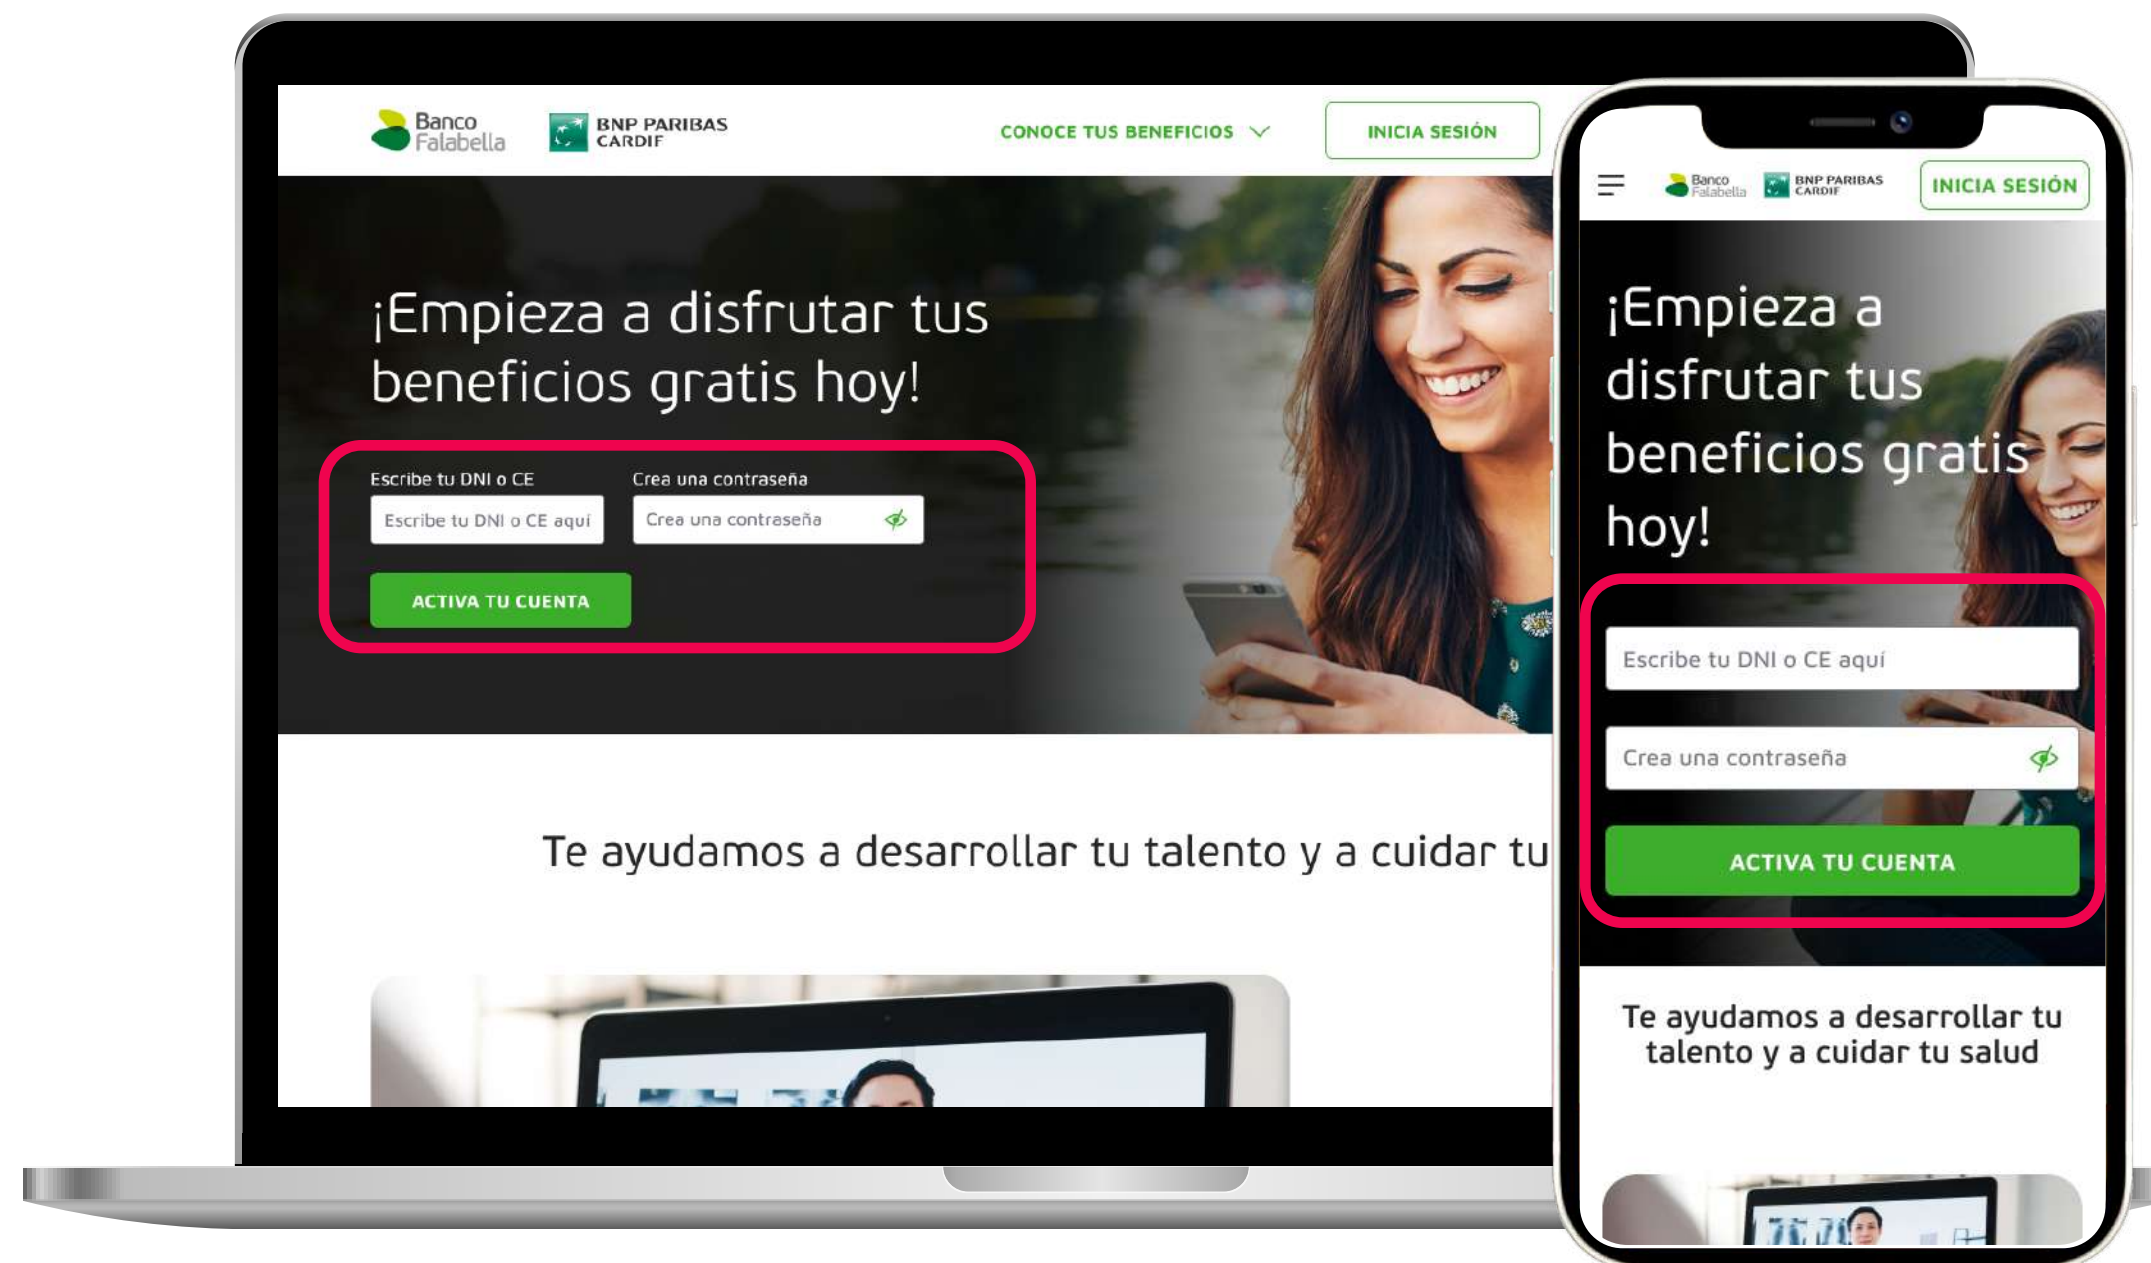 Banco
Falabella
BNP PARIBAS
CARDIF
CONOCE TUS BENEFICIOS
INICIA SESIÓN
¡Empieza a disfrutar tus
beneficios gratis hoy!
Escribe tu DNI o CE
Crea una contraseña
Escribe tu DNI o CE aquí
Crea una contraseña
ACTIVA TU CUENTA
Te ayudamos a desarrollar tu talento y a cuidar tu
Banco
Falabella
BNP PARIBAS
CARDIF
INICIA SESIÓN
¡Empieza a
disfrutar tus
beneficios gratis
hoy!
Escribe tu DNI o CE aquí
Crea una contraseña
ACTIVA TU CUENTA
Te ayudamos a desarrollar tu
talento y a cuidar tu salud